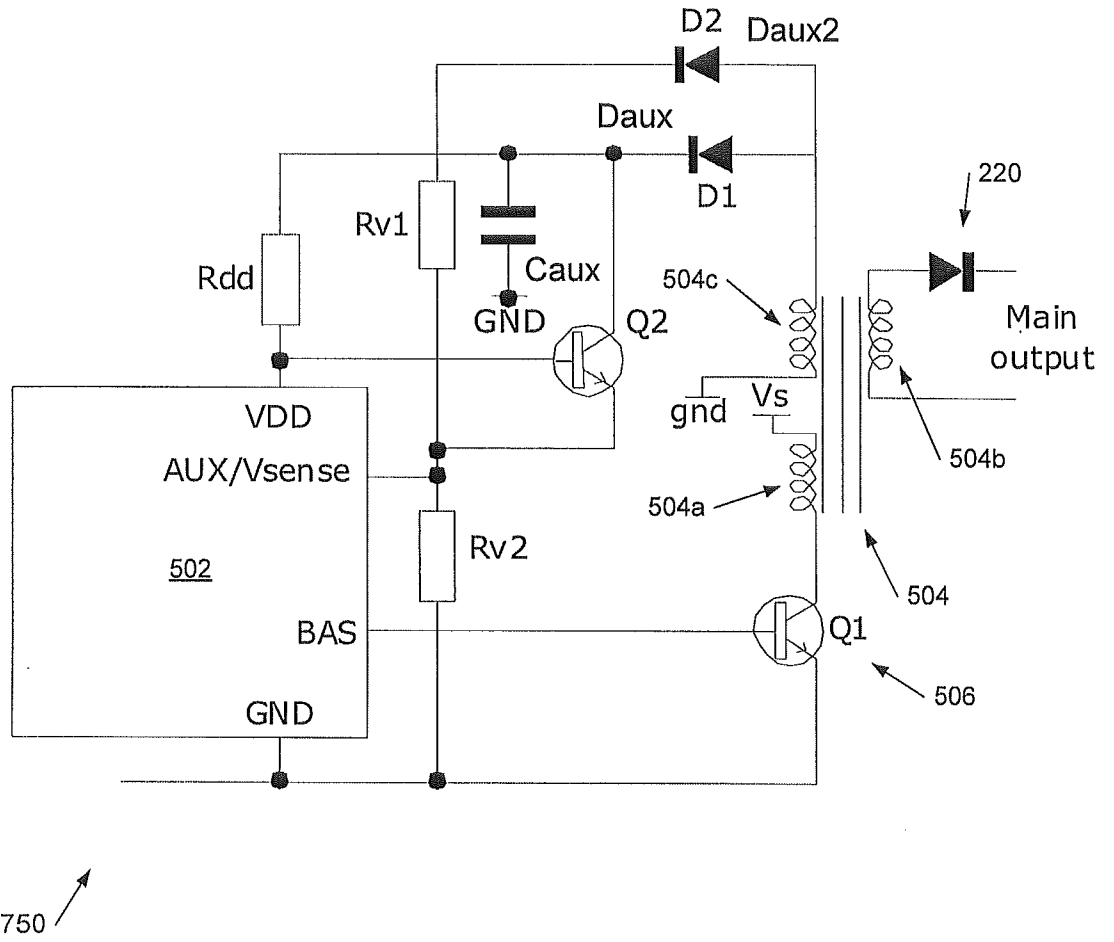 D2
Daux2
Daux
D1
220
Rv1
Rdd
Caux
GND
Q2
504c
Main
output
gnd
Vs
VDD
AUX/Vsense
504b
504a
502
Rv2
504
BAS
Q1
506
GND
750